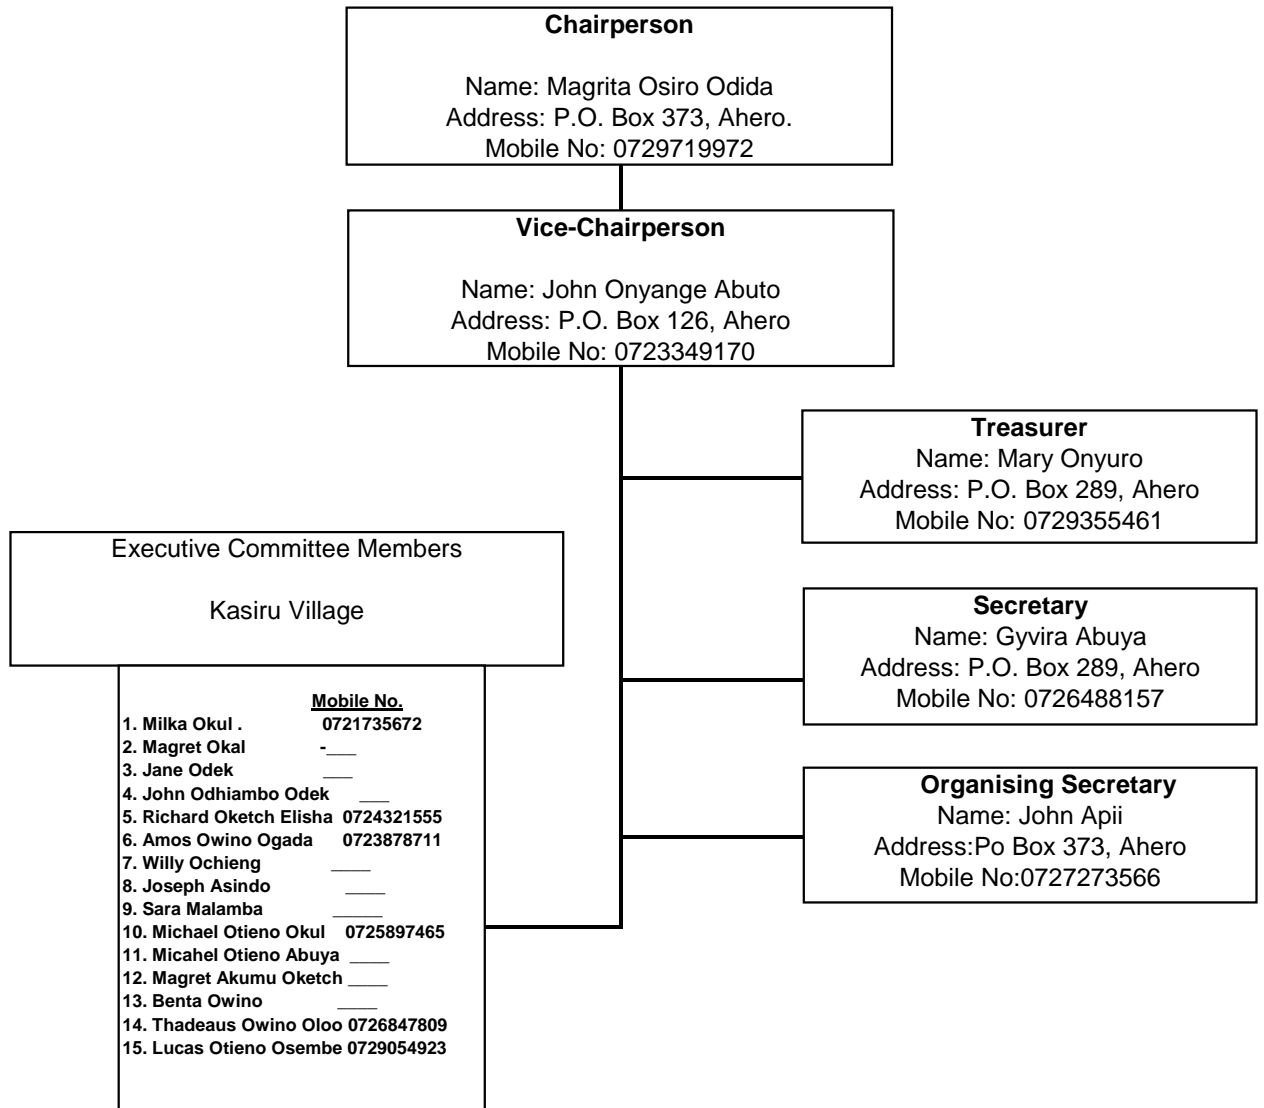 Chairperson
Name: Magrita Osiro Odida
Address: P.O. Box 373, Ahero.
Mobile No: 0729719972
Vice-Chairperson
Name: John Onyange Abuto
Address: P.O. Box 126, Ahero
Mobile No: 0723349170
Treasurer
Name: Mary Onyuro
Address: P.O. Box 289, Ahero
Mobile No: 0729355461
Secretary
Name: Gyvira Abuya
Address: P.O. Box 289, Ahero
Mobile No: 0726488157
Organising Secretary
Name: John Apii
Address:Po Box 373, Ahero
Mobile No:0727273566
Executive Committee Members
Kasiru Village
Mobile No.
1. Milka Okul . 0721735672
2. Magret Okal -___
3. Jane Odek ___
4. John Odhiambo Odek ___
5. Richard Oketch Elisha 0724321555
6. Amos Owino Ogada 0723878711
7. Willy Ochieng ____
8. Joseph Asindo ____
9. Sara Malamba _____
10. Michael Otieno Okul 0725897465
11. Micahel Otieno Abuya ____
12. Magret Akumu Oketch ____
13. Benta Owino ____
14. Thadeaus Owino Oloo 0726847809
15. Lucas Otieno Osembe 0729054923